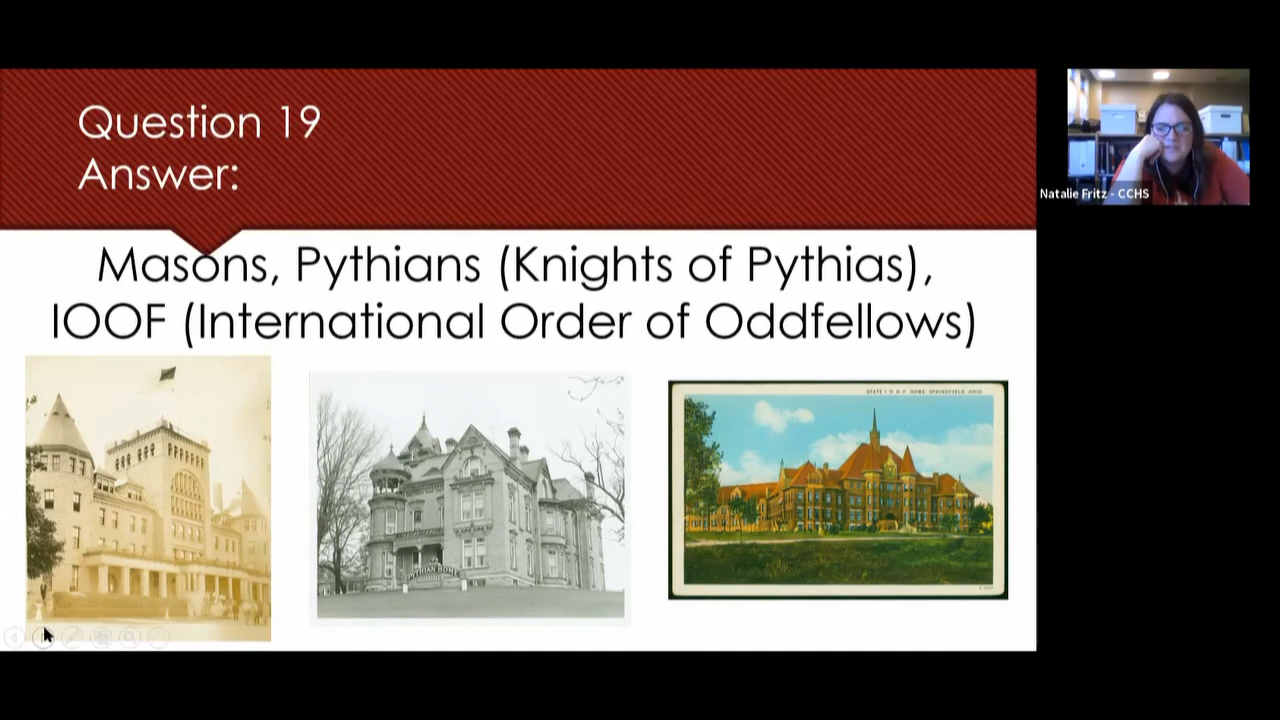 Question 19
Answer:
Masons, Pythians (Knights of Pythias),
IOOF (International Order of Oddfellows)
Natalie Fritz - CCHS
PYTHIAN HOME
STATE I. O. O. F. HOME, SPRINGFIELD, OHIO